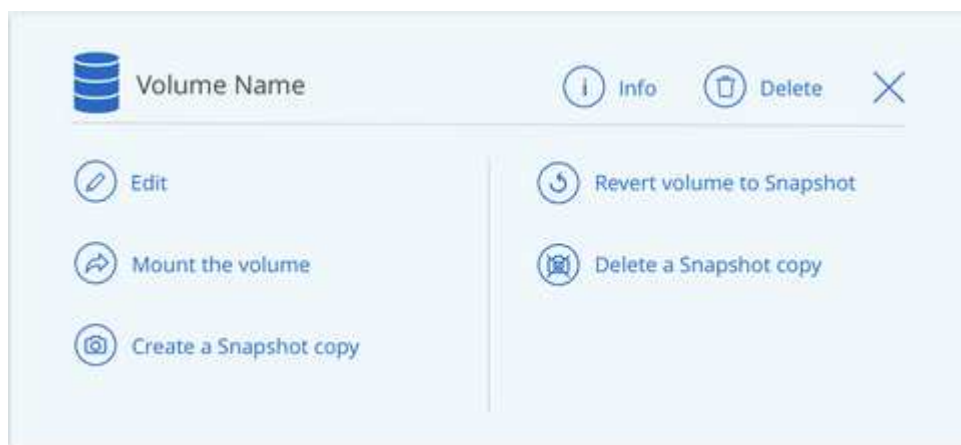 Volume Name
Info
Delete
Edit
Mount the volume
Create a Snapshot copy
Revert volume to Snapshot
Delete a Snapshot copy